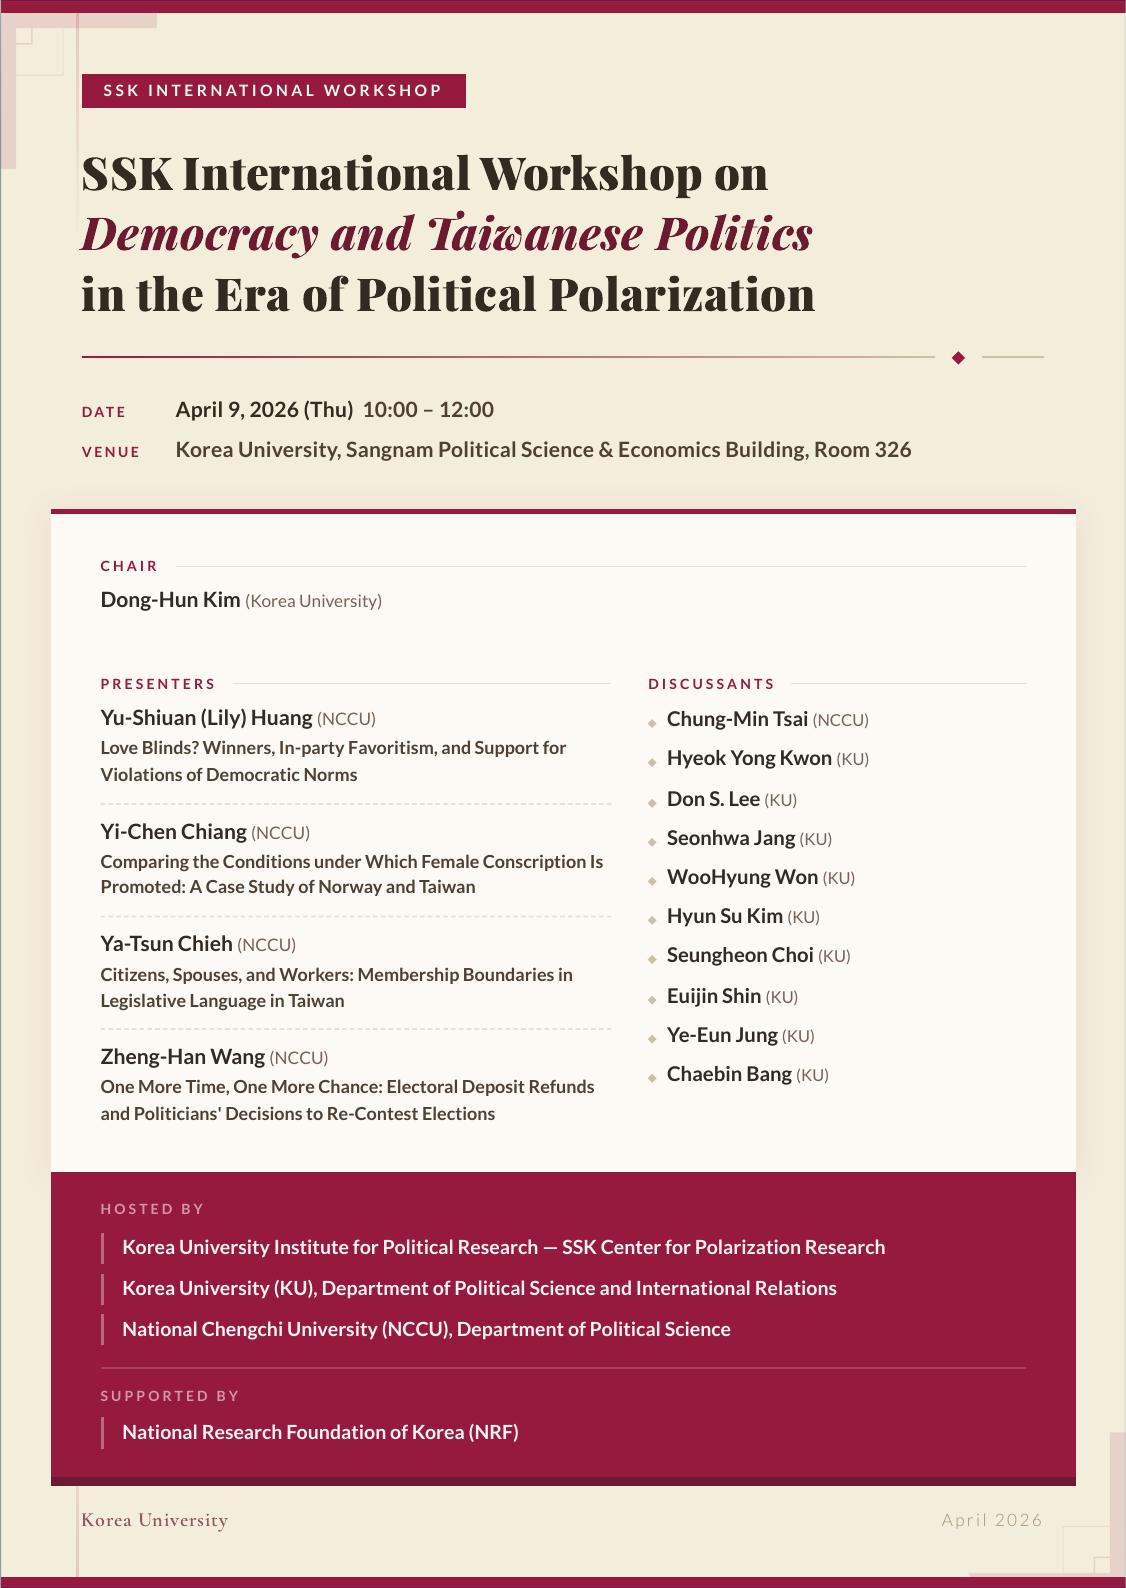 SSK INTERNATIONAL WORKSHOP
SSK International Workshop on
Democracy and Taiwanese Politics
in the Era of Political Polarization
DATE April 9, 2026 (Thu) 10:00 – 12:00
VENUE Korea University, Sangnam Political Science & Economics Building, Room 326
CHAIR
Dong-Hun Kim (Korea University)
PRESENTERS
Yu-Shiuan (Lily) Huang (NCCU)
Love Blinds? Winners, In-party Favoritism, and Support for
Violations of Democratic Norms
Yi-Chen Chiang (NCCU)
Comparing the Conditions under Which Female Conscription Is
Promoted: A Case Study of Norway and Taiwan
Ya-Tsun Chieh (NCCU)
Citizens, Spouses, and Workers: Membership Boundaries in
Legislative Language in Taiwan
Zheng-Han Wang (NCCU)
One More Time, One More Chance: Electoral Deposit Refunds
and Politicians' Decisions to Re-Contest Elections
DISCUSSANTS
Chung-Min Tsai (NCCU)
Hyeok Yong Kwon (KU)
Don S. Lee (KU)
Seonhwa Jang (KU)
WooHyung Won (KU)
Hyun Su Kim (KU)
Seungheon Choi (KU)
Euijin Shin (KU)
Ye-Eun Jung (KU)
Chaebin Bang (KU)
HOSTED BY
Korea University Institute for Political Research — SSK Center for Polarization Research
Korea University (KU), Department of Political Science and International Relations
National Chengchi University (NCCU), Department of Political Science
SUPPORTED BY
National Research Foundation of Korea (NRF)
Korea University
April 2026